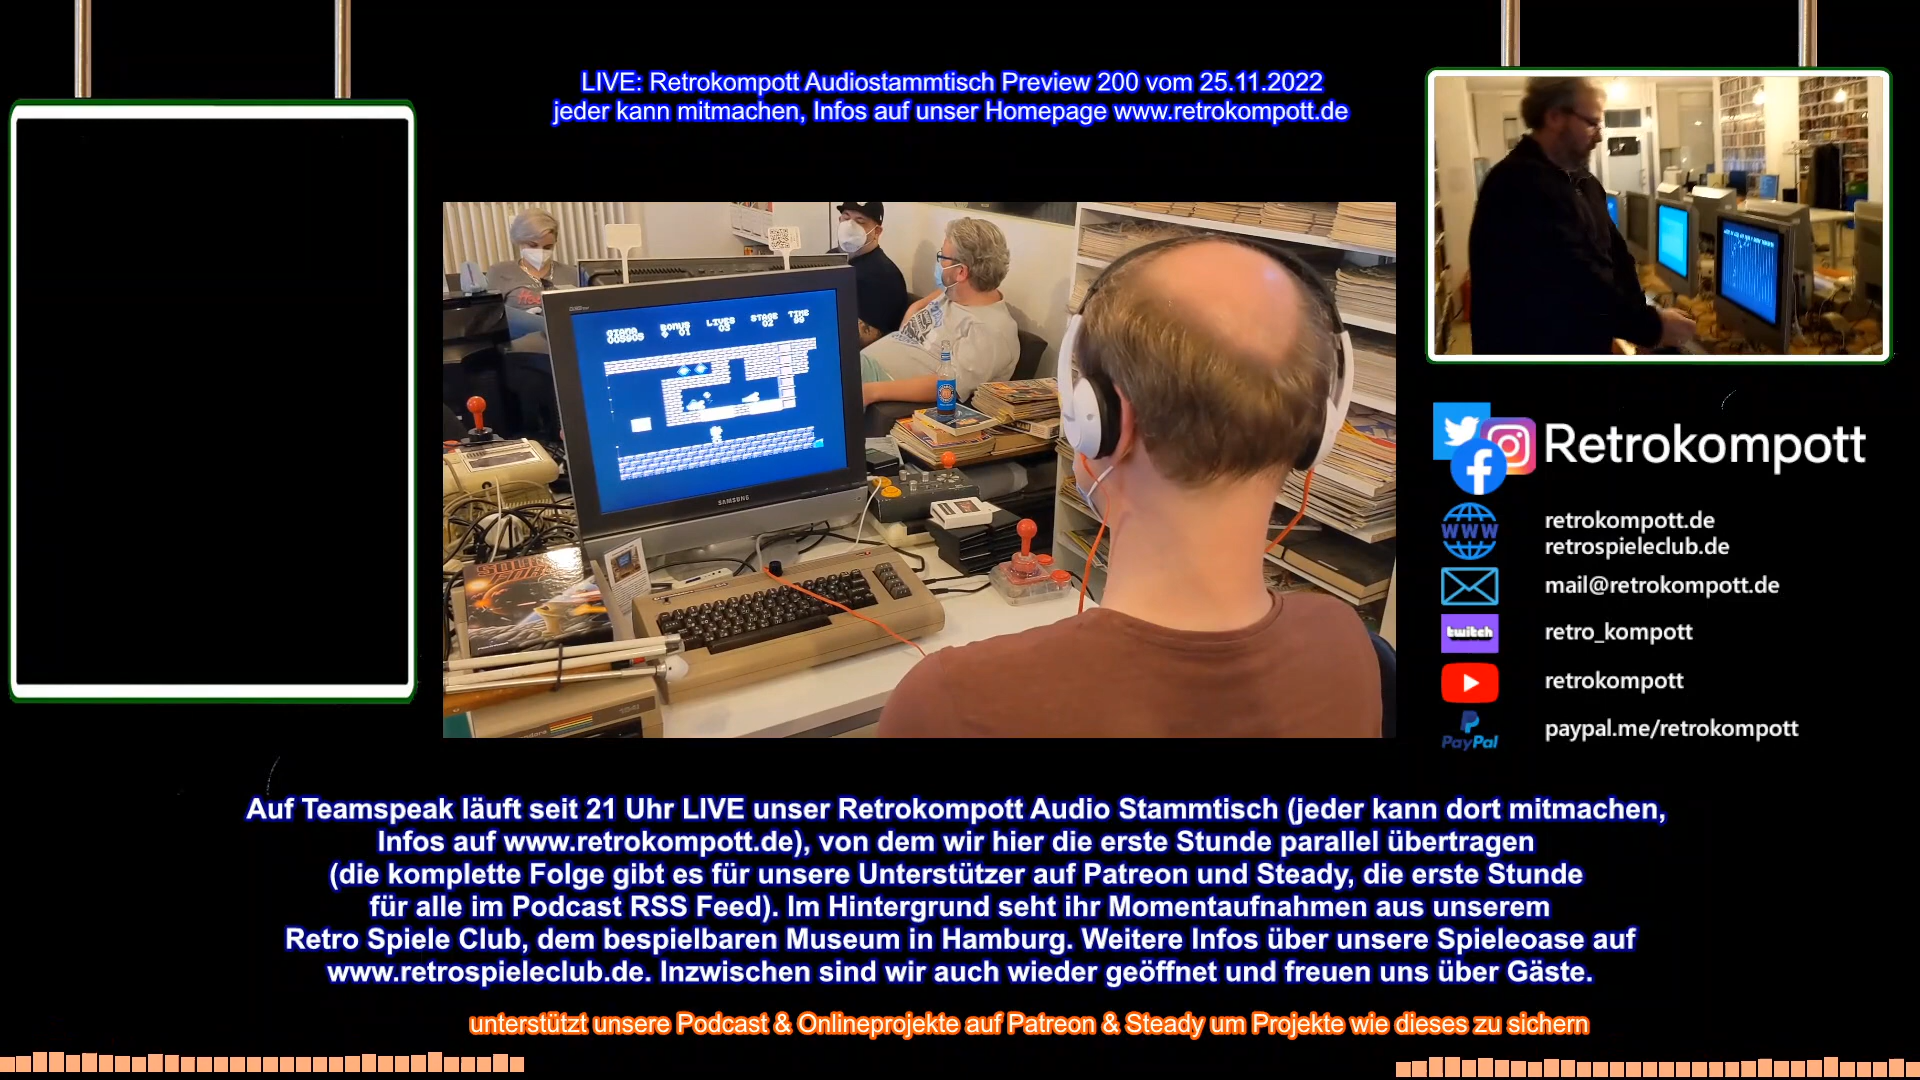 LIVE: Retrokompott Audiostammtisch Preview 200 vom 25.11.2022
jeder kann mitmachen, Infos auf unser Homepage www.retrokompott.de
GIANA BONUS LIVES STAGE TIME
005905 01 03 02 99
SAMSUNG
Retrokompott
www
retrokompott.de
retrospieleclub.de
mail@retrokompott.de
twitch
retro_kompott
retrokompott
PayPal
paypal.me/retrokompott
Auf Teamspeak läuft seit 21 Uhr LIVE unser Retrokompott Audio Stammtisch (jeder kann dort mitmachen,
Infos auf www.retrokompott.de), von dem wir hier die erste Stunde parallel übertragen
(die komplette Folge gibt es für unsere Unterstützer auf Patreon und Steady, die erste Stunde
für alle im Podcast RSS Feed). Im Hintergrund seht ihr Momentaufnahmen aus unserem
Retro Spiele Club, dem bespielbaren Museum in Hamburg. Weitere Infos über unsere Spieleoase auf
www.retrospieleclub.de. Inzwischen sind wir auch wieder geöffnet und freuen uns über Gäste.
unterstützt unsere Podcast & Onlineprojekte auf Patreon & Steady um Projekte wie dieses zu sichern